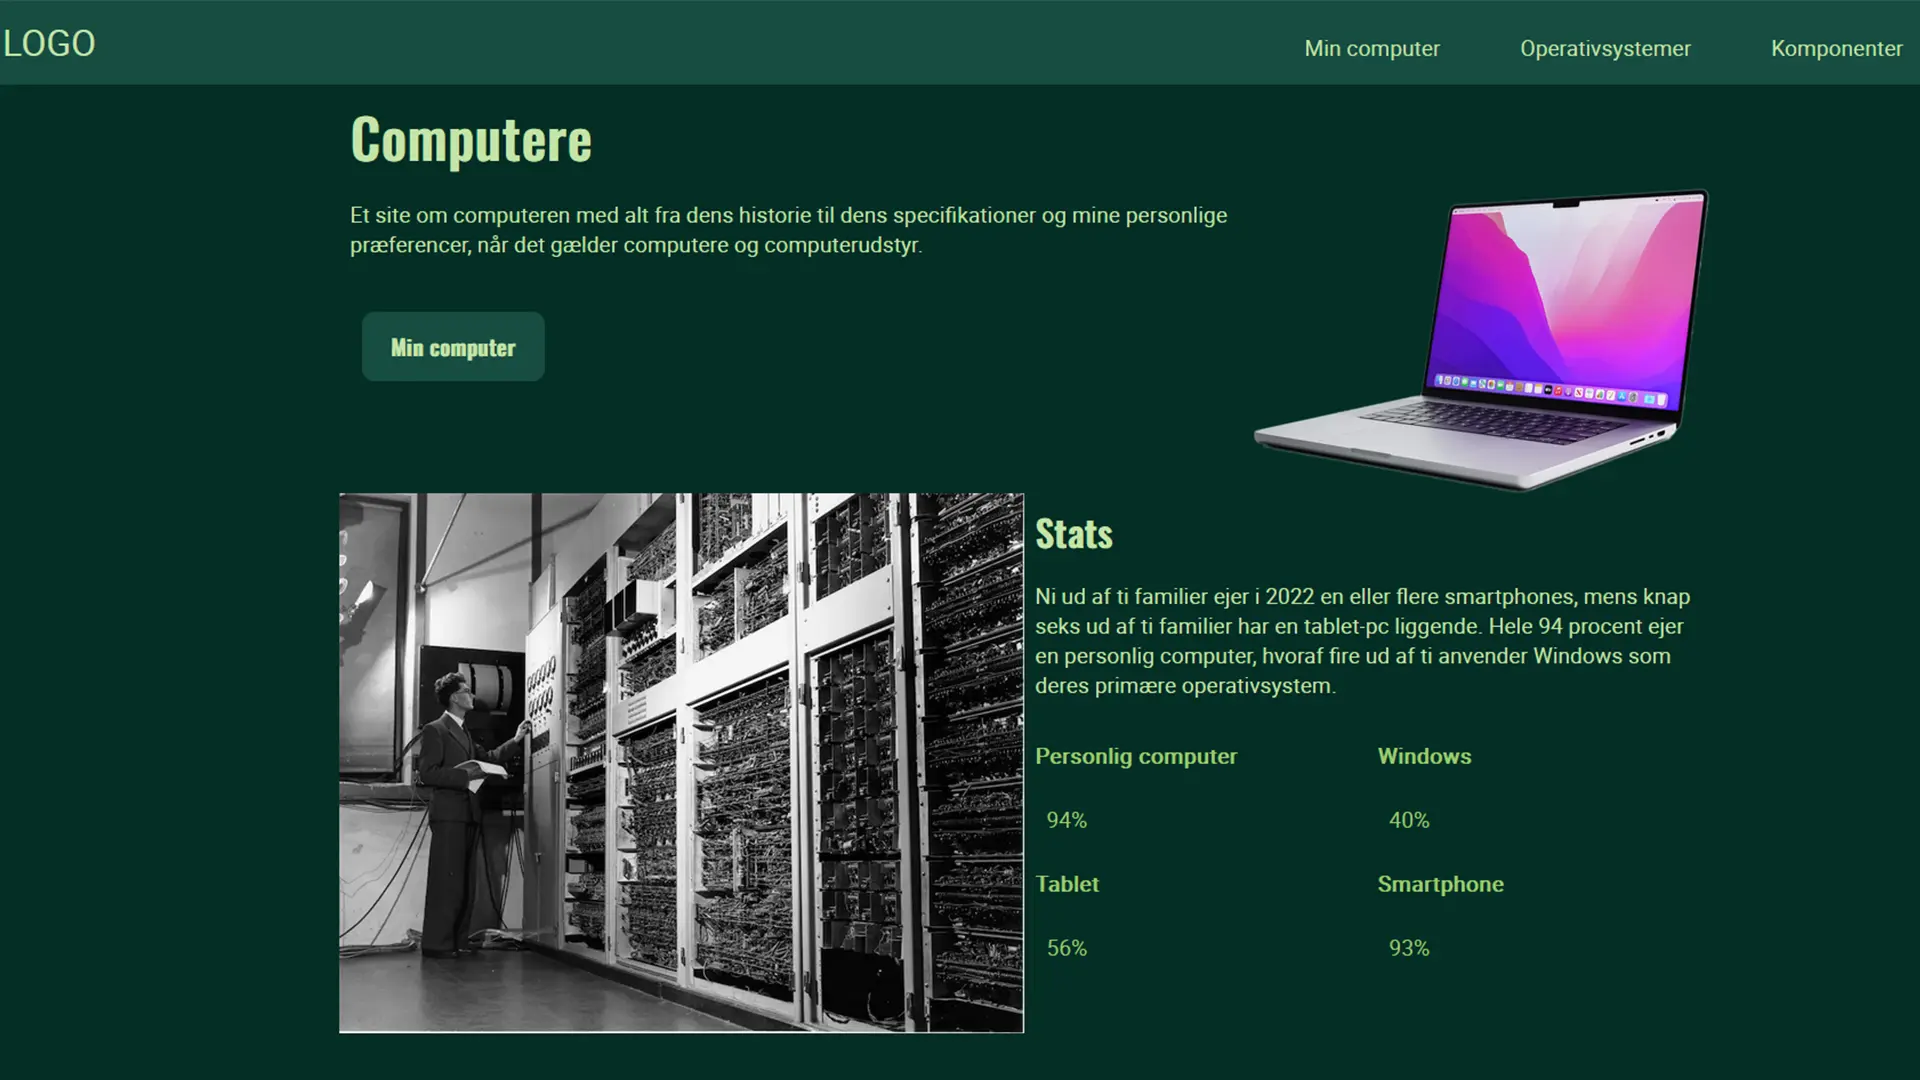 LOGO
Min computer
Operativsystemer
Komponenter
Computere
Et site om computeren med alt fra dens historie til dens specifikationer og mine personlige
præferencer, når det gælder computere og computerudstyr.
Min computer
Stats
Ni ud af ti familier ejer i 2022 en eller flere smartphones, mens knap
seks ud af ti familier har en tablet-pc liggende. Hele 94 procent ejer
en personlig computer, hvoraf fire ud af ti anvender Windows som
deres primære operativsystem.
Personlig computer
Windows
94%
40%
Tablet
Smartphone
56%
93%